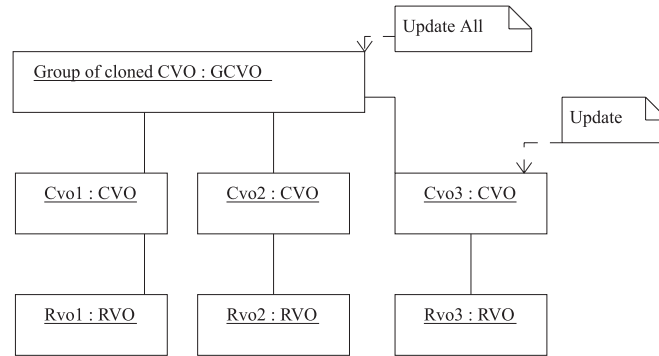 Update All
Group of cloned CVO : GCVO
Update
Cvo1 : CVO
Cvo2 : CVO
Cvo3 : CVO
Rvo1 : RVO
Rvo2 : RVO
Rvo3 : RVO